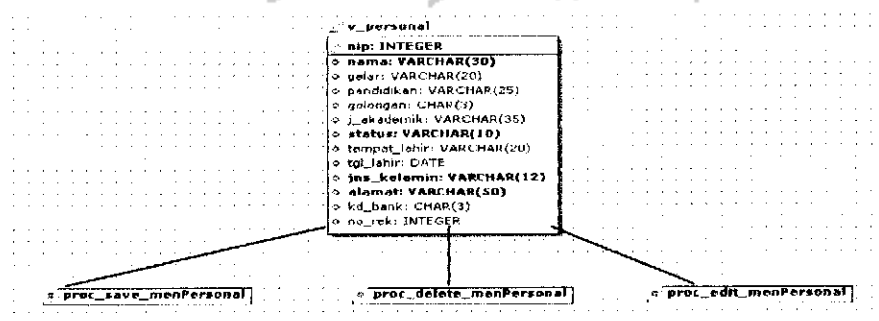 v_personal
nip: INTEGER
nama: VARCHAR(30)
gelar: VARCHAR(20)
pandidikan: VARCHAR(25)
golongan: CHAR(3)
j_akademik: VARCHAR(35)
status: VARCHAR(10)
tempat_lahir: VARCHAR(20)
tgl_lahir: DATE
jns_kelamin: VARCHAR(12)
alamat: VARCHAR(50)
kd_bank: CHAR(3)
no_rek: INTEGER
proc_save_menPersonal
proc_delete_menPersonal
proc_edit_menPersonal